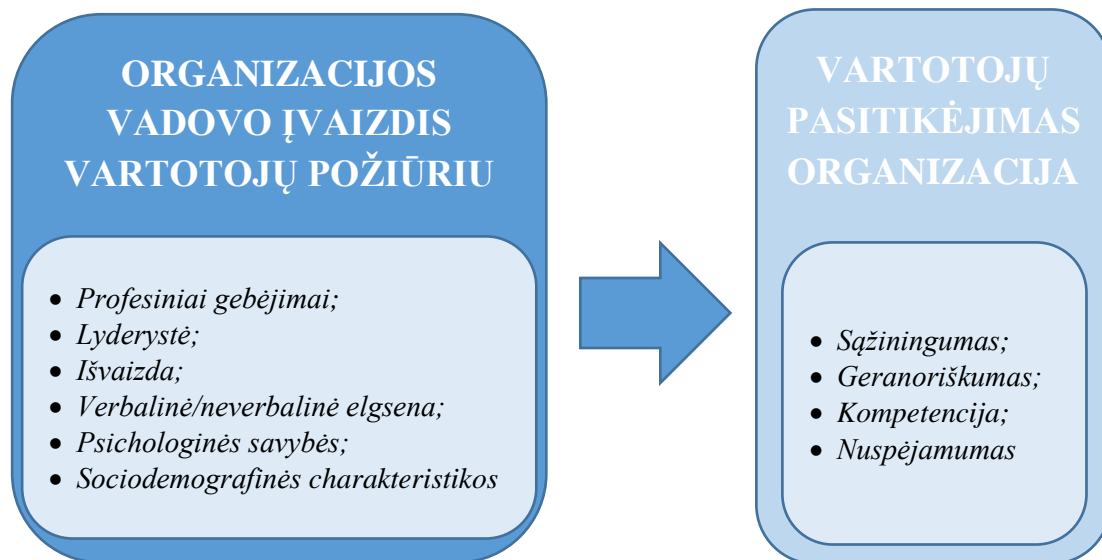 ORGANIZACIJOS
VADOVO ĮVAIZDIS
VARTOTOJŲ POŽIŪRIU
• Profesiniai gebėjimai;
• Lyderystė;
• Išvaizda;
• Verbalinė/neverbalinė elgsena;
• Psichologinės savybės;
• Sociodemografinės charakteristikos
VARTOTOJŲ
PASITIKĖJIMAS
ORGANIZACIJA
• Sąžiningumas;
• Geranoriškumas;
• Kompetencija;
• Nuspėjamumas